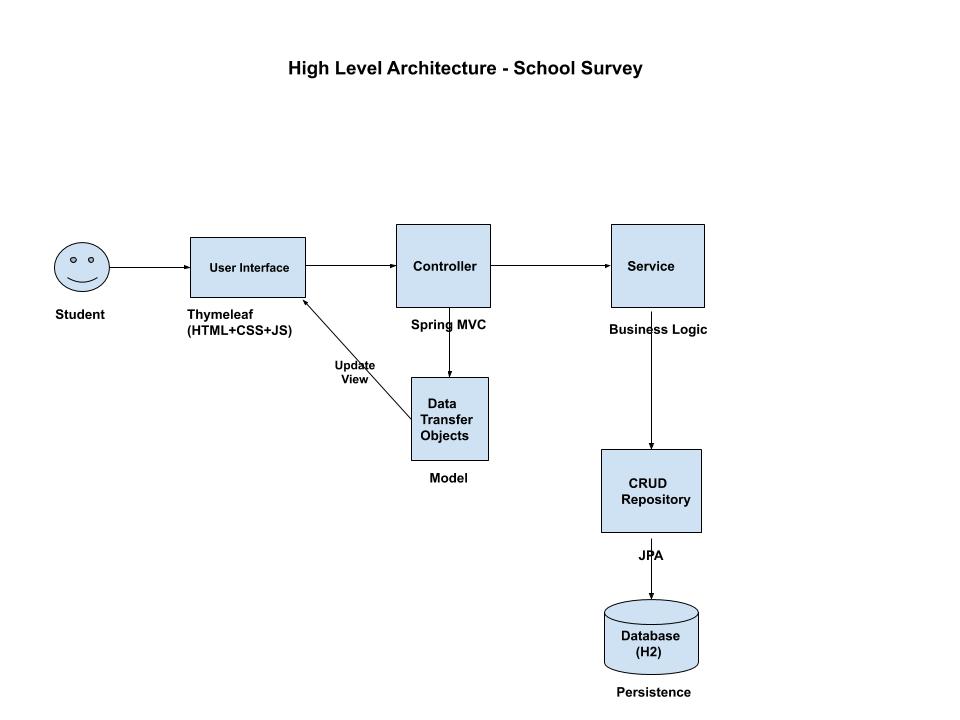 High Level Architecture - School Survey
User Interface
Controller
Service
Student
Thymeleaf
(HTML+CSS+JS)
Spring MVC
Business Logic
Update
View
Data
Transfer
Objects
Model
CRUD
Repository
JPA
Database
(H2)
Persistence